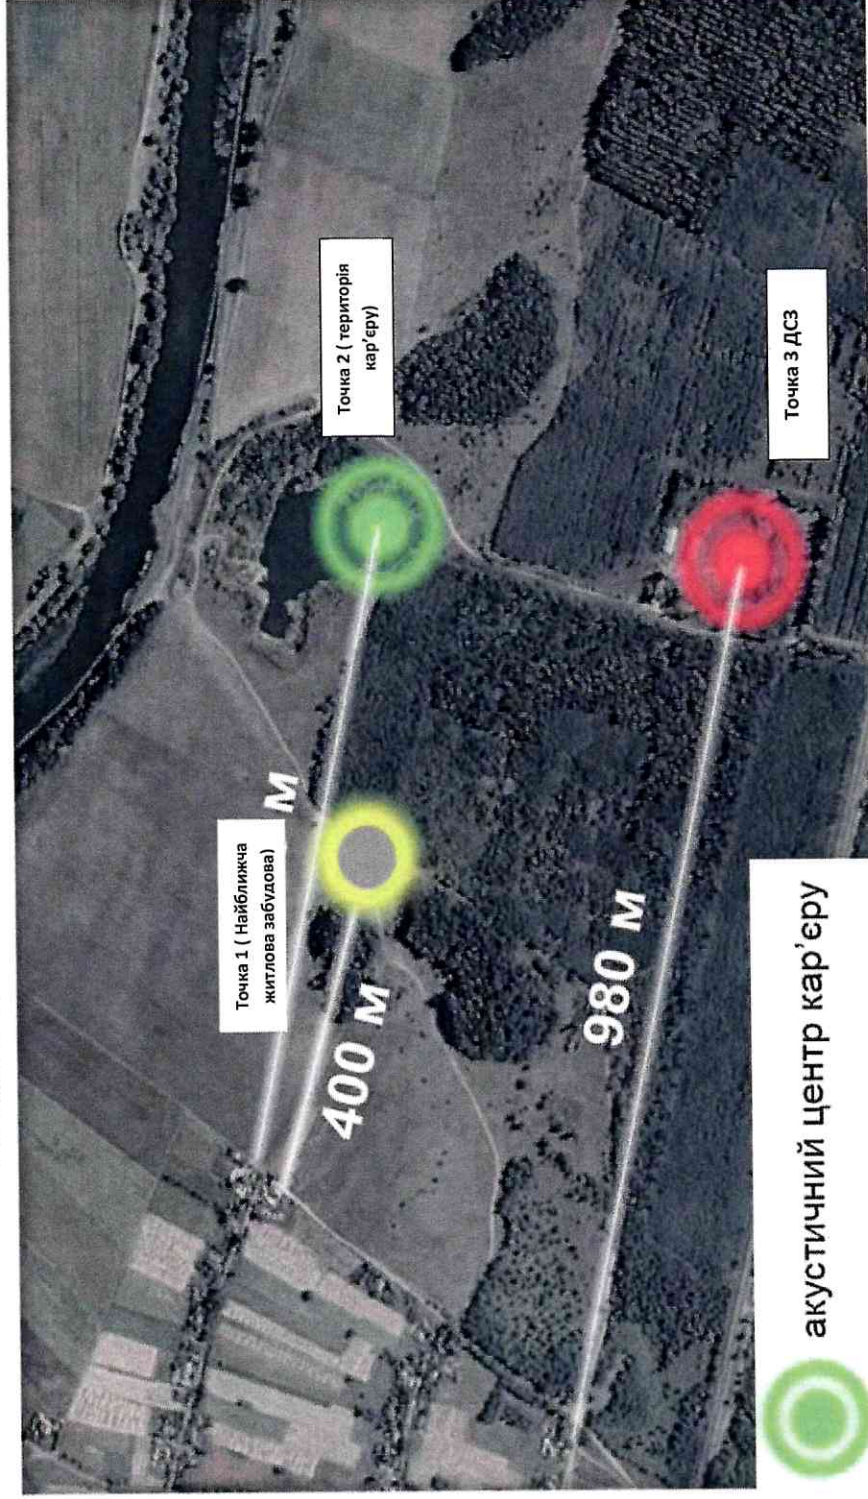 Точка 1 ( Найближча
житлова забудова)
м
Точка 2 ( територія
кар'єру)
400 м
980 м
Точка 3 ДСЗ
акустичний центр кар'єру